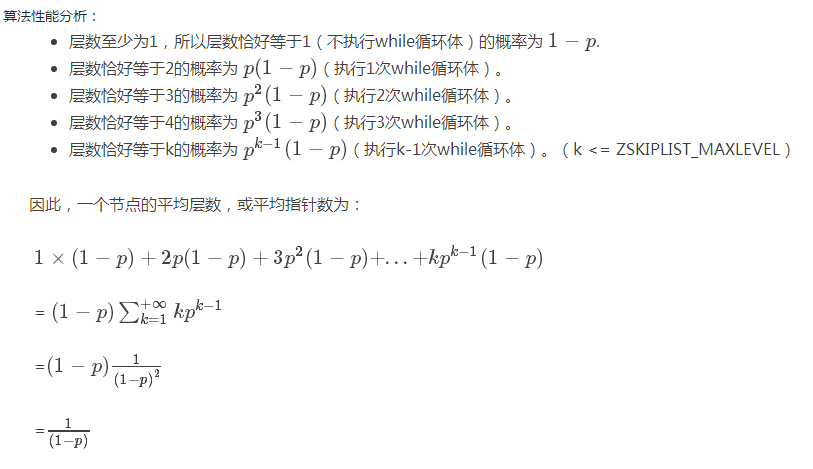 算法性能分析：
• 层数至少为1，所以层数恰好等于1（不执行while循环体）的概率为 1 − p.
• 层数恰好等于2的概率为 p(1 − p)（执行1次while循环体）。
• 层数恰好等于3的概率为 p²(1 − p)（执行2次while循环体）。
• 层数恰好等于4的概率为 p³(1 − p)（执行3次while循环体）。
• 层数恰好等于k的概率为 p^{k−1}(1 − p)（执行k-1次while循环体）。（k <= ZSKIPLIST_MAXLEVEL）
因此，一个节点的平均层数，或平均指针数为：
1 × (1 − p) + 2p(1 − p) + 3p²(1 − p)+…+kp^{k−1}(1 − p)
= (1 − p) ∑_{k=1}^{+∞} kp^{k−1}
=(1 − p) \frac{1}{(1−p)^2}
= \frac{1}{(1−p)}